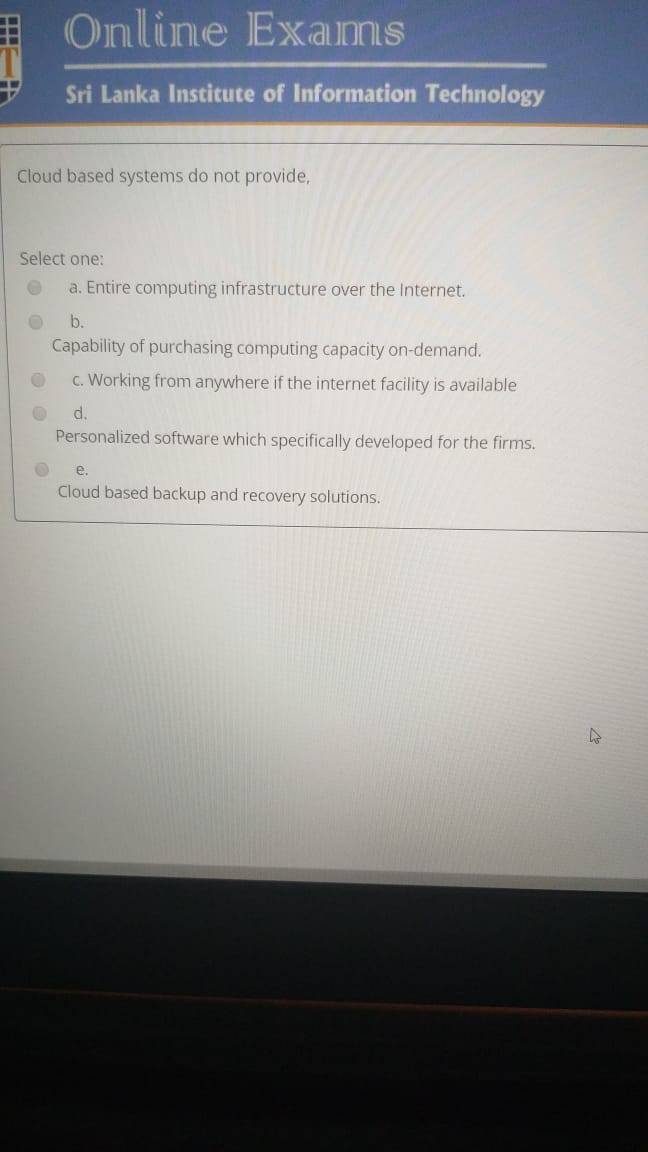 Online Exams
T
Sri Lanka Institute of Information Technology
Cloud based systems do not provide,
Select one:
a. Entire computing infrastructure over the Internet.
b.
Capability of purchasing computing capacity on-demand.
c. Working from anywhere if the internet facility is available
d.
Personalized software which specifically developed for the firms.
e.
Cloud based backup and recovery solutions.